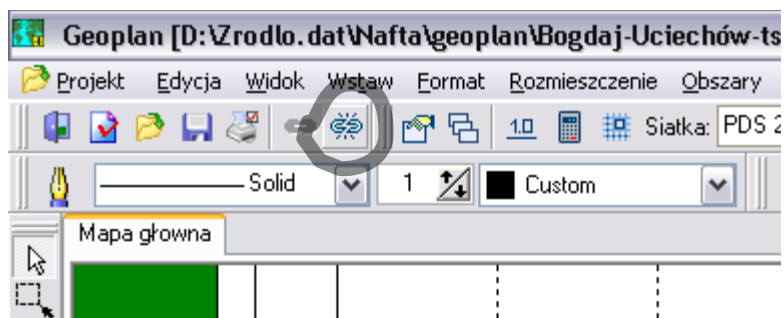 Geoplan [D:\Zrodlo.dat\Nafta\geoplan\Bogdaj-Uciechów-ts
Projekt Edycja Widok Wstaw Format Rozmieszczenie Obszary
1.0 Siatka: PDS 2
Solid 1 Custom
Mapa głowna